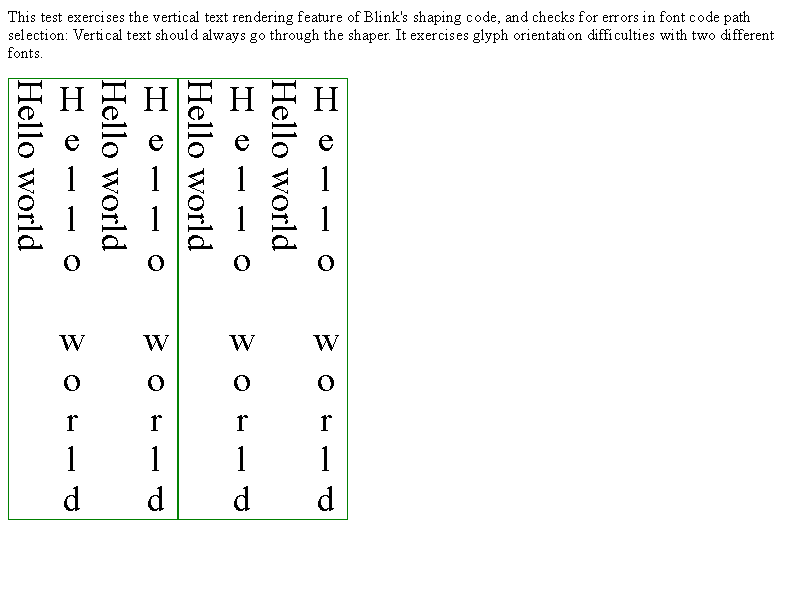 This test exercises the vertical text rendering feature of Blink's shaping code, and checks for errors in font code path
selection: Vertical text should always go through the shaper. It exercises glyph orientation difficulties with two different
fonts.
Hello world
Hello world
Hello world
Hello world
Hello world
Hello world
Hello world
Hello world